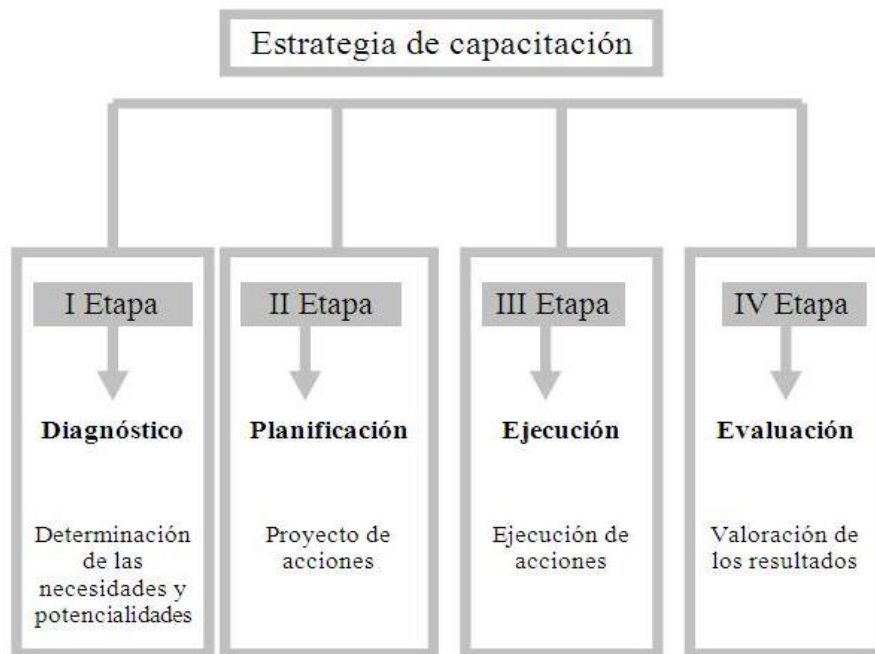 Estrategia de capacitación
I Etapa
Diagnóstico
Determinación
de las
necesidades y
potencialidades
II Etapa
Planificación
Proyecto de
acciones
III Etapa
Ejecución
Ejecución de
acciones
IV Etapa
Evaluación
Valoración de
los resultados